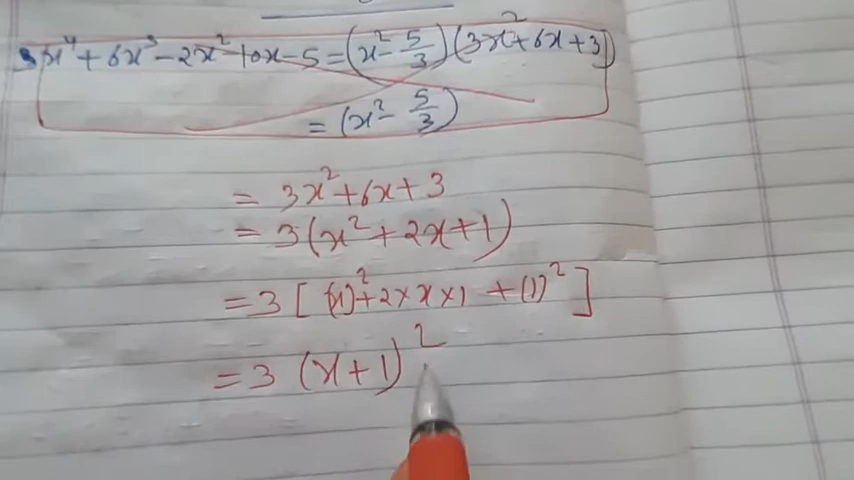 3x⁴ + 6x³ - 2x² - 10x - 5 = (x² - 5/3) (3x² + 6x + 3)
= (x² - 5/3)
= 3x² + 6x + 3
= 3(x² + 2x + 1)
= 3 [ (x)² + 2 × x × 1 + (1)² ]
= 3 (x + 1)²